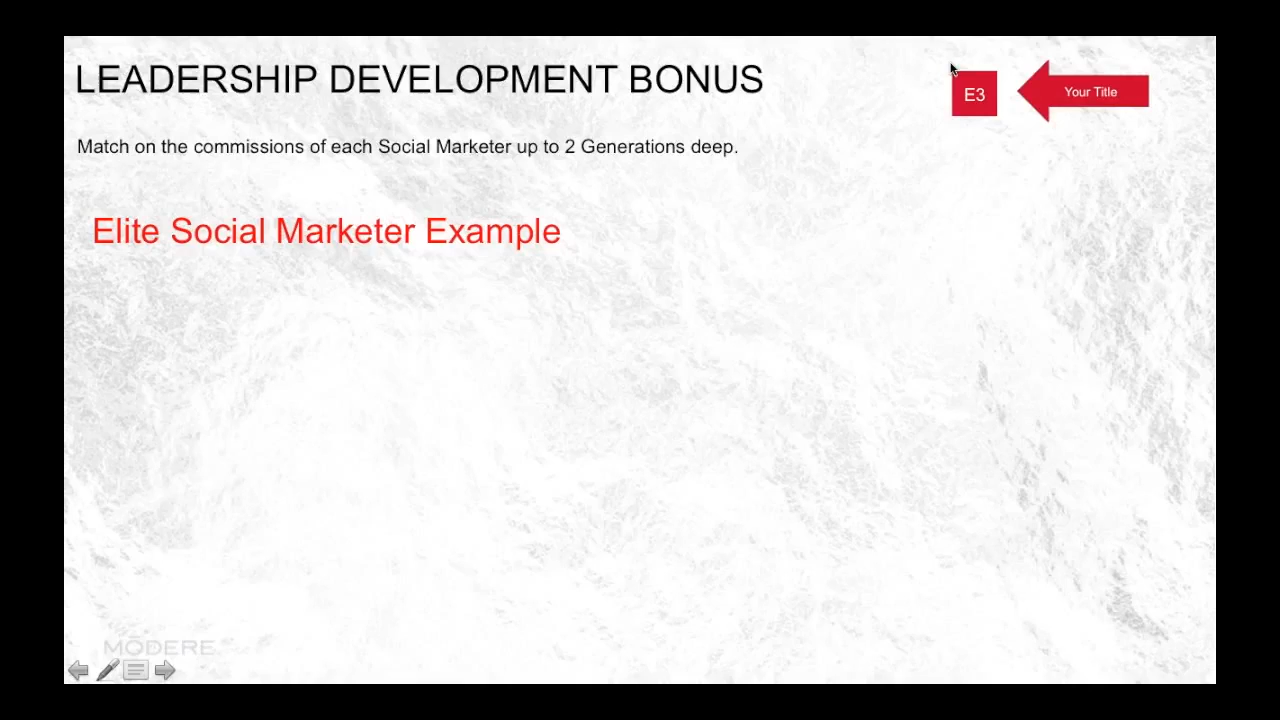 LEADERSHIP DEVELOPMENT BONUS
E3
Your Title
Match on the commissions of each Social Marketer up to 2 Generations deep.
Elite Social Marketer Example
MŌDERE